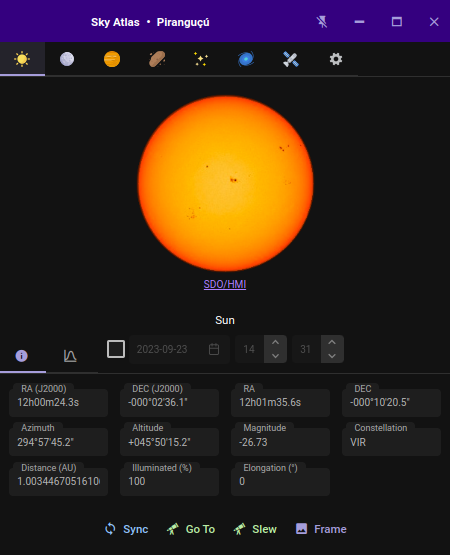 Sky Atlas • Piranguçú
SDO/HMI
Sun
2023-09-23 14 31
RA (J2000) DEC (J2000) RA DEC
12h00m24.3s -000°02'36.1" 12h01m35.6s -000°10'20.5"
Azimuth Altitude Magnitude Constellation
294°57'45.2" +045°50'15.2" -26.73 VIR
Distance (AU) Illuminated (%) Elongation (°)
1.0034467051610 100 0
Sync Go To Slew Frame